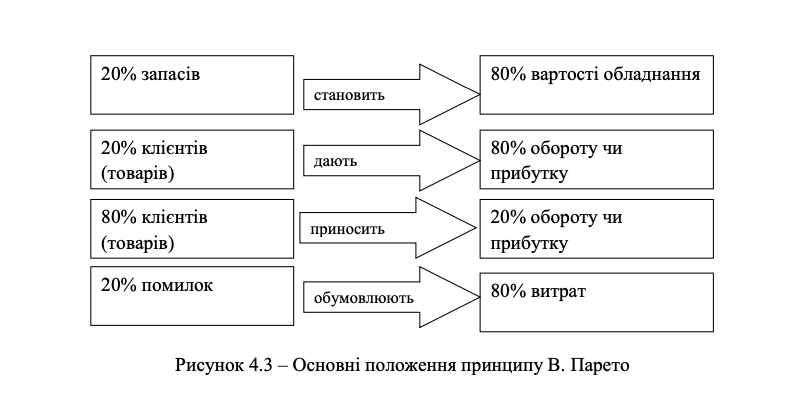 20% запасів
становить
80% вартості обладнання
20% клієнтів
(товарів)
дають
80% обороту чи
прибутку
80% клієнтів
(товарів)
приносить
20% обороту чи
прибутку
20% помилок
обумовлюють
80% витрат
Рисунок 4.3 – Основні положення принципу В. Парето